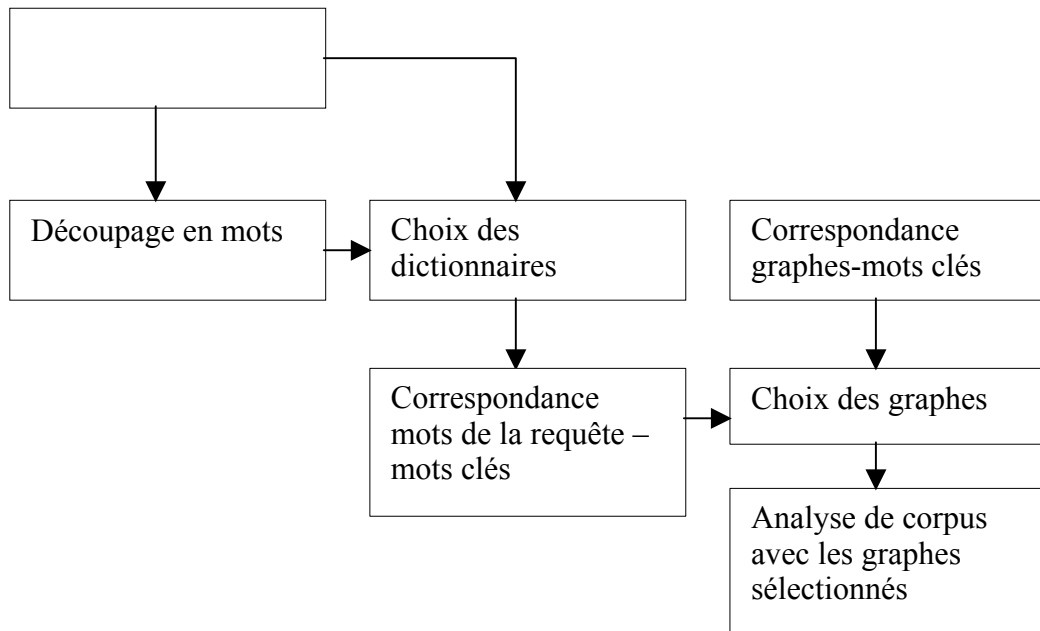 Découpage en mots
Choix des
dictionnaires
Correspondance
graphes-mots clés
Correspondance
mots de la requête –
mots clés
Choix des graphes
Analyse de corpus
avec les graphes
sélectionnés